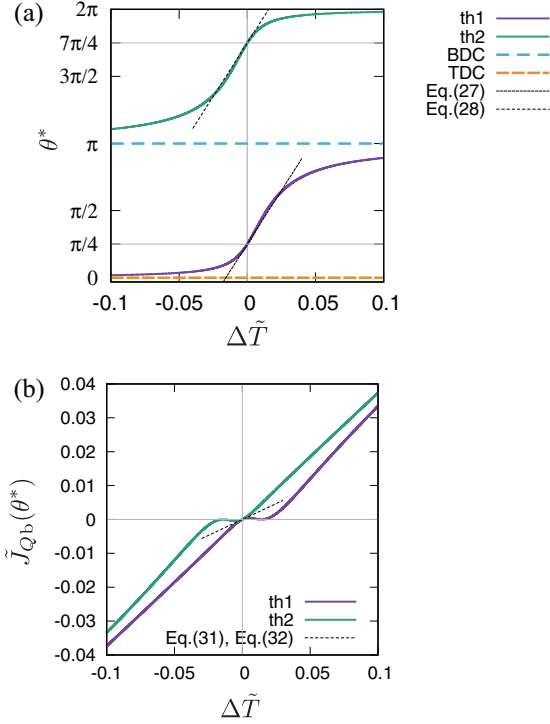 (a)
2π
7π/4
3π/2
π
π/2
π/4
0
θ*
-0.1
-0.05
0
0.05
0.1
ΔT̃
th1
th2
BDC
TDC
Eq.(27)
Eq.(28)
(b)
0.04
0.03
0.02
0.01
0
-0.01
-0.02
-0.03
-0.04
J̃Qb(θ*)
th1
th2
Eq.(31), Eq.(32)
-0.1
-0.05
0
0.05
0.1
ΔT̃